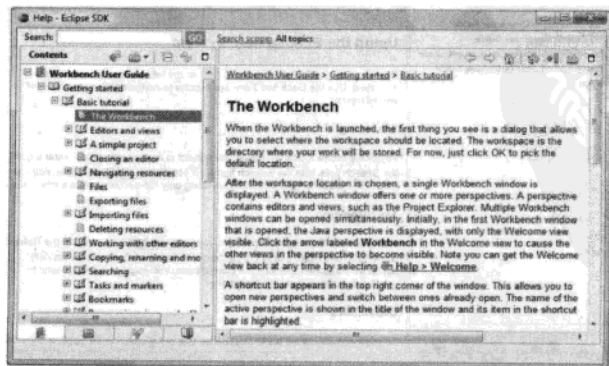 Help - Eclipse SDK
Search:
GO
Search scope: All topics
Contents
Workbench User Guide
Getting started
Basic tutorial
The Workbench
Editors and views
A simple project
Closing an editor
Navigating resources
Files
Exporting files
Importing files
Deleting resources
Working with other editors
Copying, renaming and mo
Searching
Tasks and markers
Bookmarks
Workbench User Guide > Getting started > Basic tutorial
The Workbench
When the Workbench is launched, the first thing you see is a dialog that allows
you to select where the workspace should be located. The workspace is the
directory where your work will be stored. For now, just click OK to pick the
default location.
After the workspace location is chosen, a single Workbench window is
displayed. A Workbench window offers one or more perspectives. A perspective
contains editors and views, such as the Project Explorer. Multiple Workbench
windows can be opened simultaneously. Initially, in the first Workbench window
that is opened, the Java perspective is displayed, with only the Welcome view
visible. Click the arrow labeled Workbench in the Welcome view to cause the
other views in the perspective to become visible. Note you can get the Welcome
view back at any time by selecting Help > Welcome.
A shortcut bar appears in the top right corner of the window. This allows you to
open new perspectives and switch between ones already open. The name of the
active perspective is shown in the title of the window and its item in the shortcut
bar is highlighted.